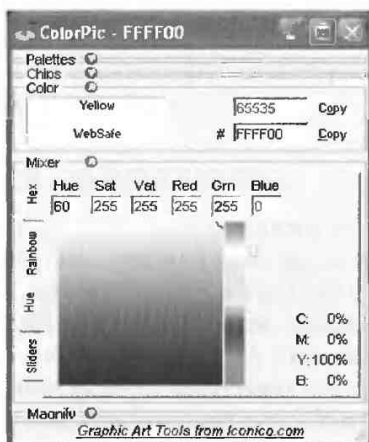 ColorPic - FFFF00
Palettes
Chips
Color
Yellow 65535 Copy
WebSafe # FFFF00 Copy
Mixer
Hex Hue Sat Val Red Grn Blue
60 255 255 255 255 0
Rainbow
Hue
Sliders
C: 0%
M: 0%
Y: 100%
B: 0%
Magnify
Graphic Art Tools from Iconico.com